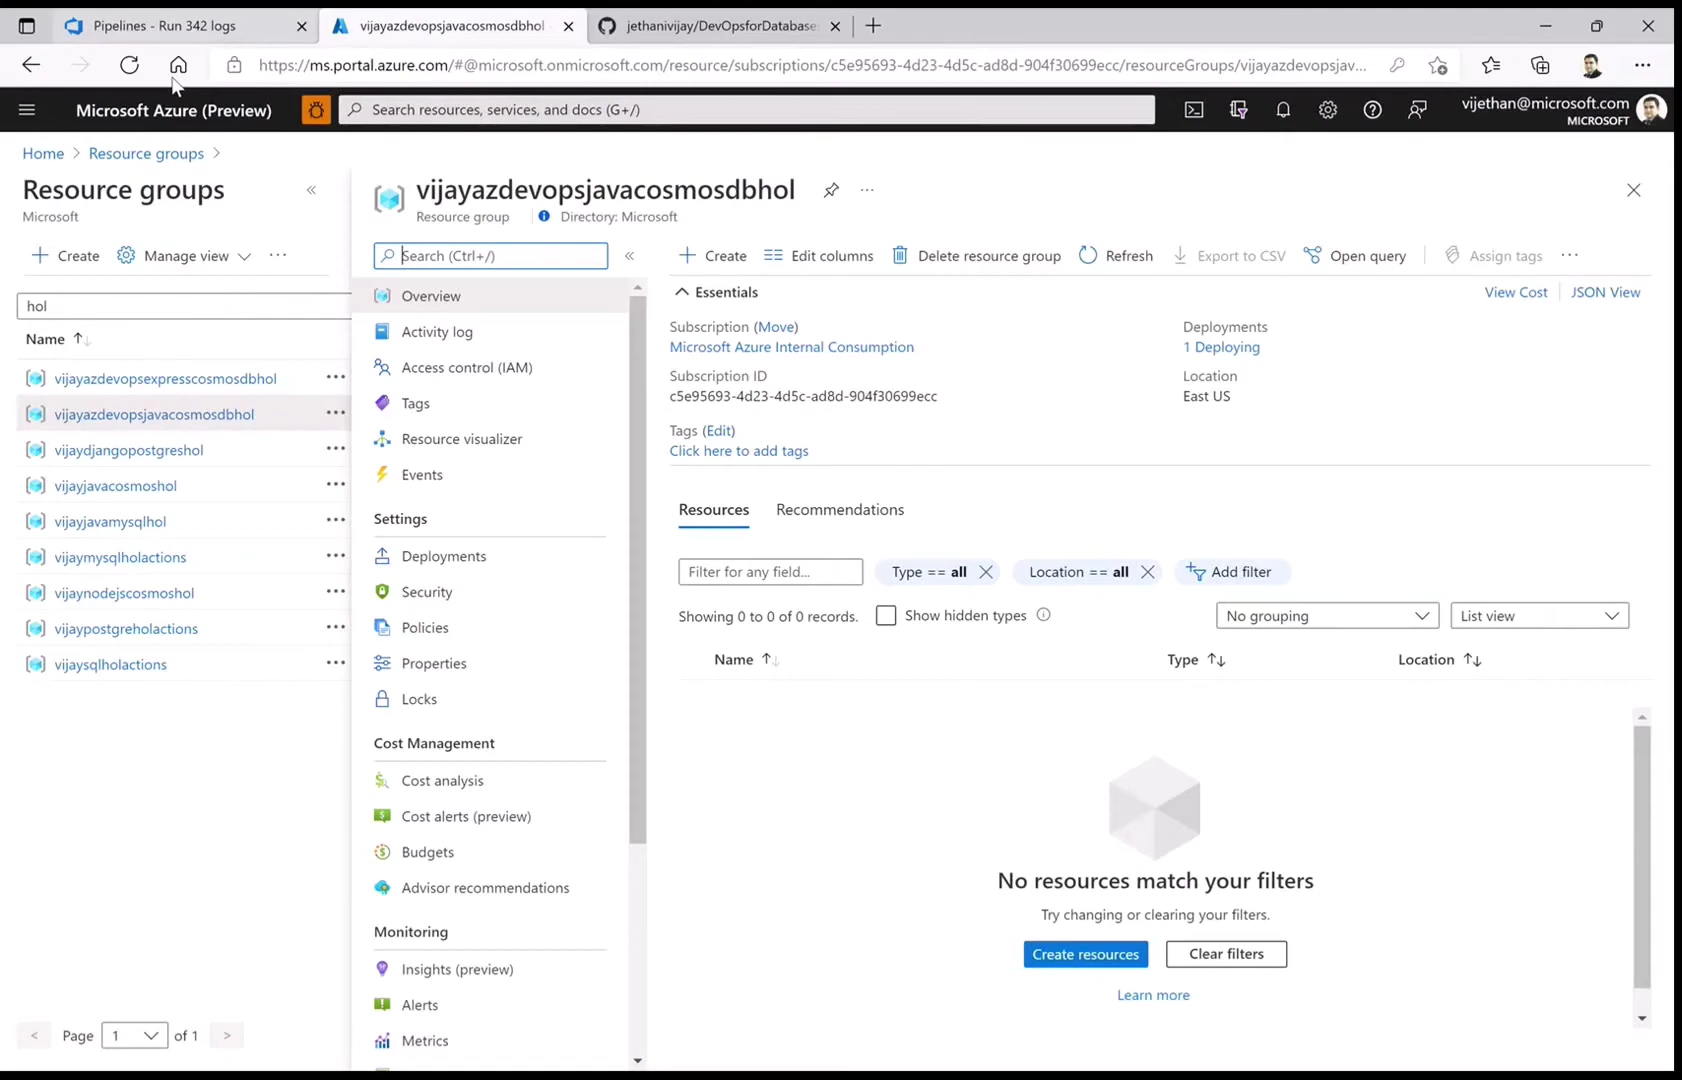 Pipelines - Run 342 logs
vijayazdevopsjavacosmosdbhol
jethanivijay/DevOpsforDatabase
https://ms.portal.azure.com/#@microsoft.onmicrosoft.com/resource/subscriptions/c5e95693-4d23-4d5c-ad8d-904f30699ecc/resourceGroups/vijayazdevopsjav...
Microsoft Azure (Preview)
Search resources, services, and docs (G+/)
vijethan@microsoft.com
MICROSOFT
Home > Resource groups >
Resource groups
Microsoft
Create
Manage view
hol
Name
vijayazdevopsexpresscosmosdbhol
vijayazdevopsjavacosmosdbhol
vijaydjangopostgreshol
vijayjavacosmoshol
vijayjavamysqlhol
vijaymysqlholactions
vijaynodejscosmoshol
vijaypostgreholactions
vijaysqlholactions
< Page 1 of 1 >
vijayazdevopsjavacosmosdbhol
Resource group
Directory: Microsoft
Search (Ctrl+/)
Overview
Activity log
Access control (IAM)
Tags
Resource visualizer
Events
Settings
Deployments
Security
Policies
Properties
Locks
Cost Management
Cost analysis
Cost alerts (preview)
Budgets
Advisor recommendations
Monitoring
Insights (preview)
Alerts
Metrics
Create
Edit columns
Delete resource group
Refresh
Export to CSV
Open query
Assign tags
Essentials
View Cost
JSON View
Subscription (Move)
Microsoft Azure Internal Consumption
Subscription ID
c5e95693-4d23-4d5c-ad8d-904f30699ecc
Tags (Edit)
Click here to add tags
Deployments
1 Deploying
Location
East US
Resources
Recommendations
Filter for any field...
Type == all
Location == all
Add filter
Showing 0 to 0 of 0 records.
Show hidden types
No grouping
List view
Name
Type
Location
No resources match your filters
Try changing or clearing your filters.
Create resources
Clear filters
Learn more